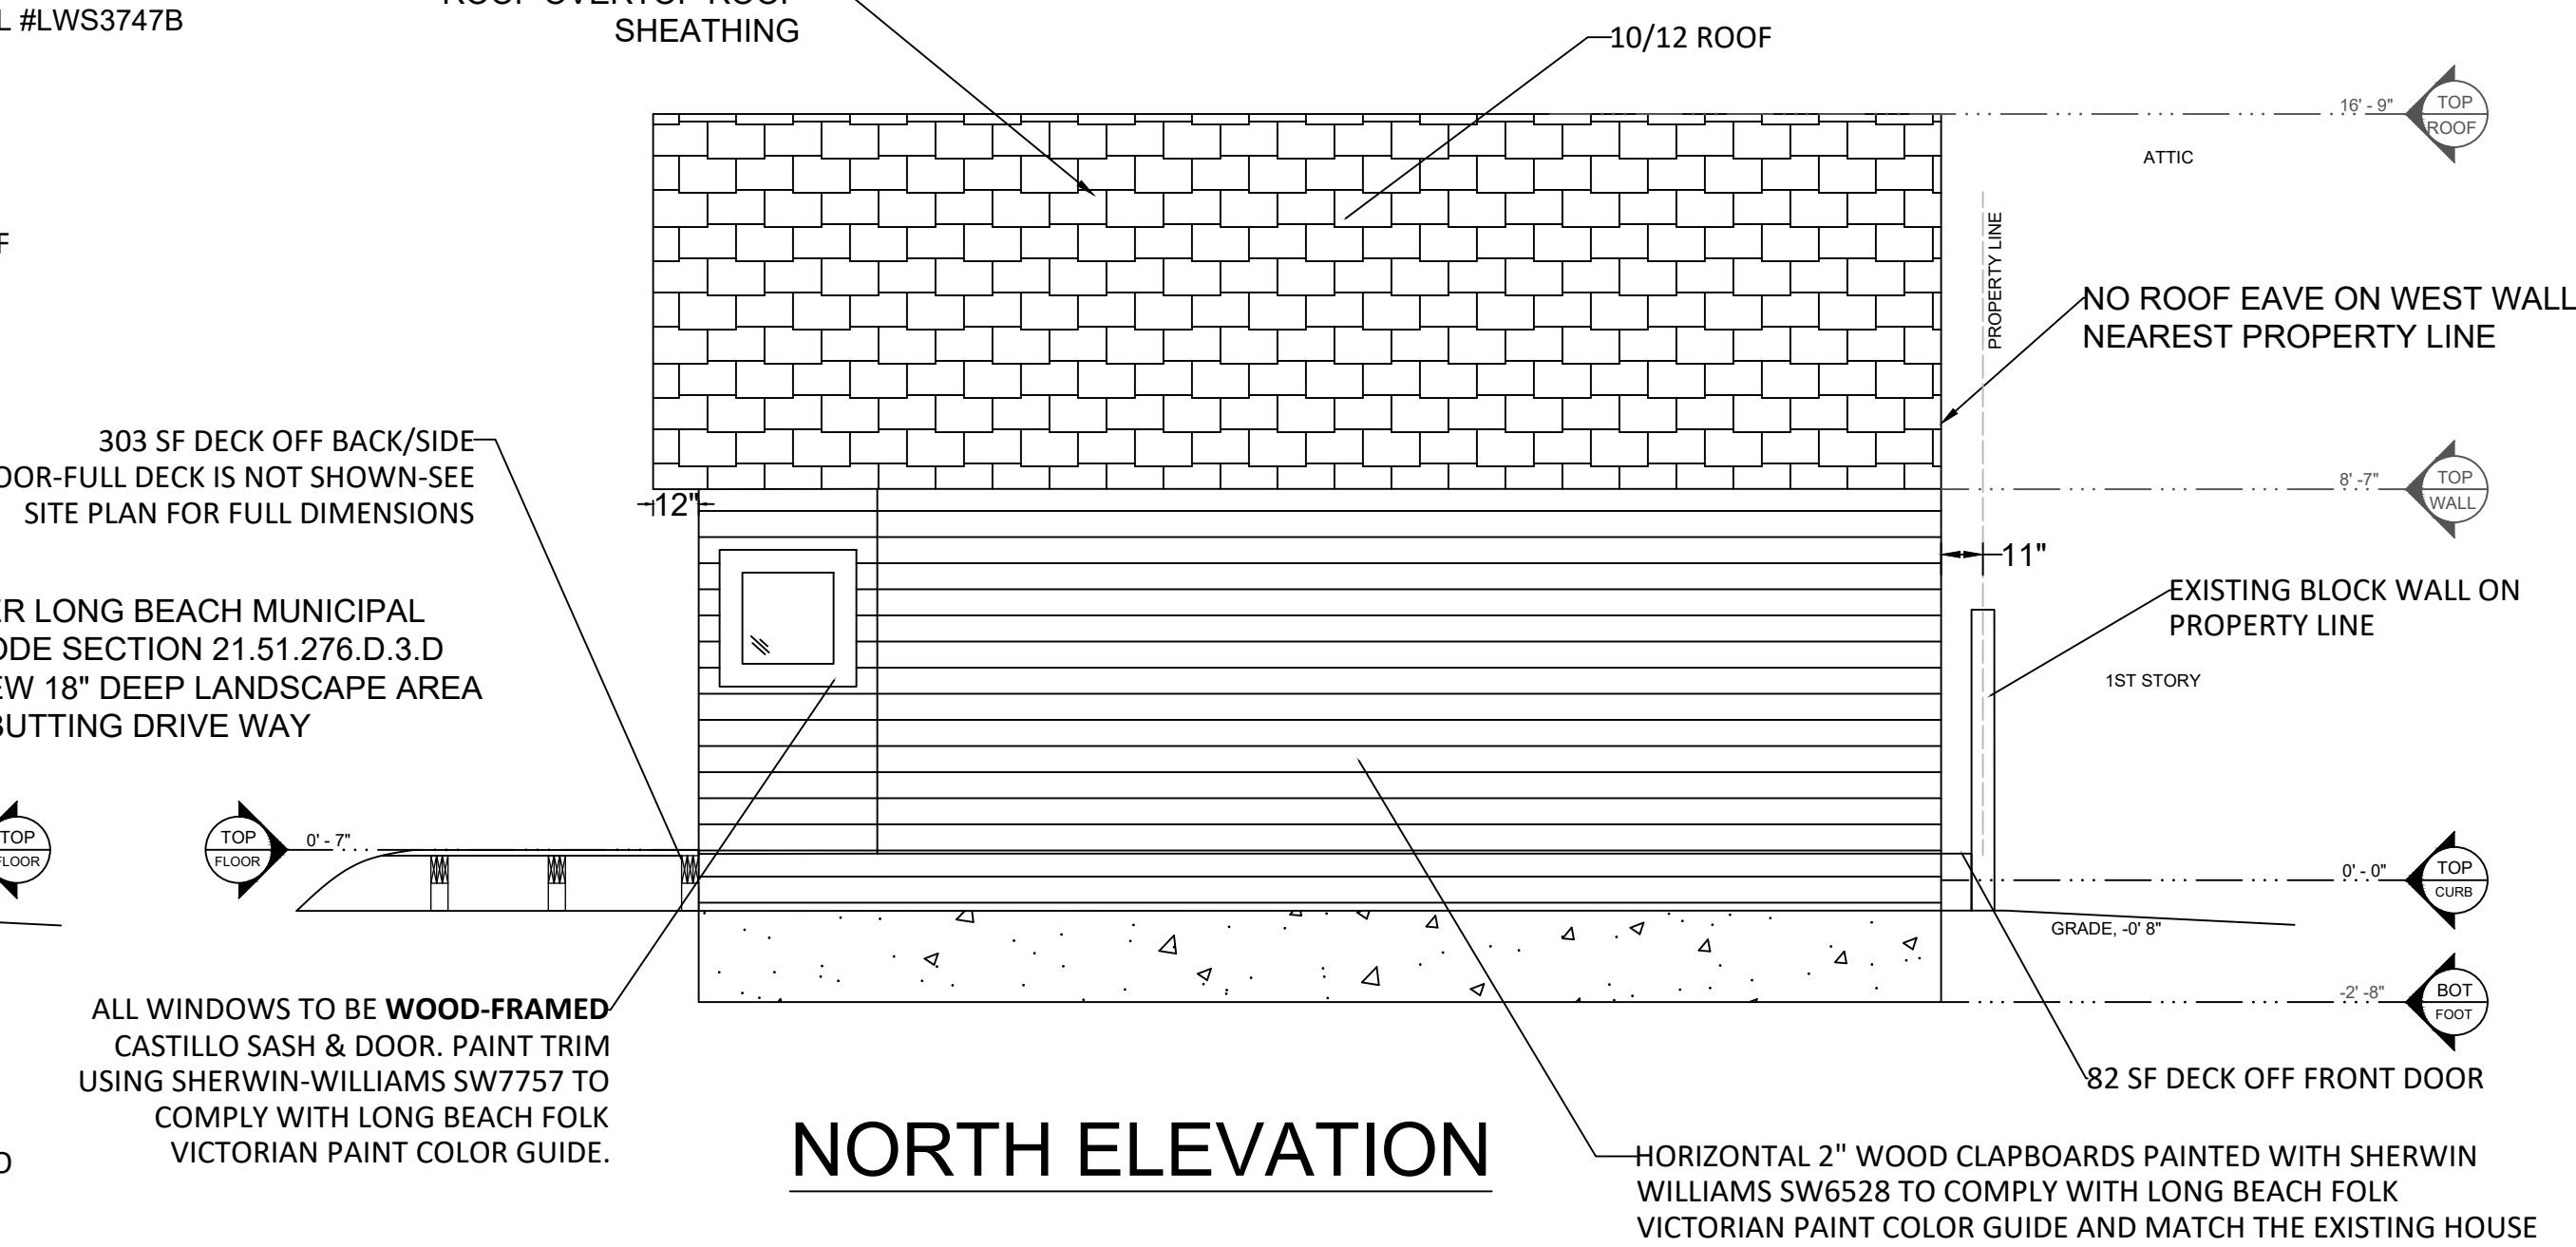 L #LWS3747B
ROOF OVERTOP ROOF
SHEATHING
10/12 ROOF
16' - 9"
TOP
ROOF
ATTIC
PROPERTY LINE
F
NO ROOF EAVE ON WEST WALL
NEAREST PROPERTY LINE
303 SF DECK OFF BACK/SIDE
OOR-FULL DECK IS NOT SHOWN-SEE
SITE PLAN FOR FULL DIMENSIONS
12"
8' -7"
TOP
WALL
11"
EXISTING BLOCK WALL ON
PROPERTY LINE
1ST STORY
ER LONG BEACH MUNICIPAL
ODE SECTION 21.51.276.D.3.D
EW 18" DEEP LANDSCAPE AREA
BUTTING DRIVE WAY
TOP
FLOOR
TOP
FLOOR
0' - 7"
0' - 0"
TOP
CURB
GRADE, -0' 8"
-2' -8"
BOT
FOOT
ALL WINDOWS TO BE WOOD-FRAMED
CASTILLO SASH & DOOR. PAINT TRIM
USING SHERWIN-WILLIAMS SW7757 TO
COMPLY WITH LONG BEACH FOLK
VICTORIAN PAINT COLOR GUIDE.
82 SF DECK OFF FRONT DOOR
NORTH ELEVATION
HORIZONTAL 2" WOOD CLAPBOARDS PAINTED WITH SHERWIN
WILLIAMS SW6528 TO COMPLY WITH LONG BEACH FOLK
VICTORIAN PAINT COLOR GUIDE AND MATCH THE EXISTING HOUSE
O